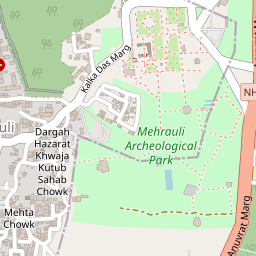 Kalka Das Marg
NH
uli
Mehrauli
Archeological
Park
Dargah
Hazarat
Khwaja
Kutub
Sahab
Chowk
Mehta
Chowk
Anuvrat Marg